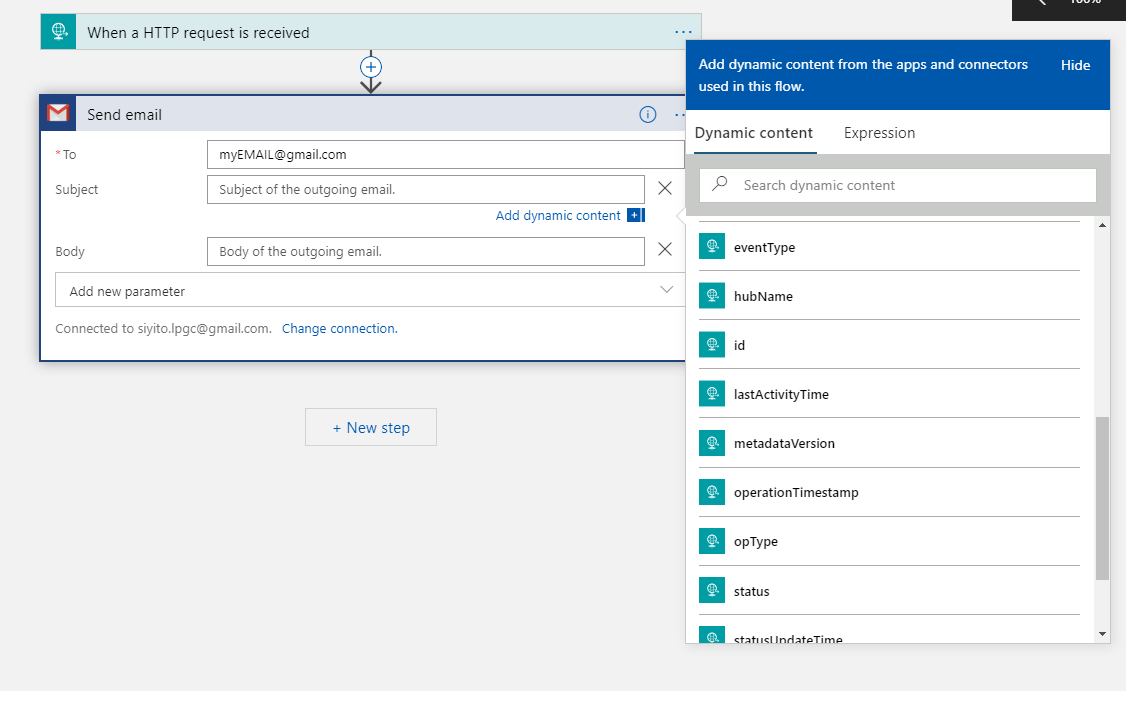 When a HTTP request is received
...
Send email
* To
myEMAIL@gmail.com
Subject
Subject of the outgoing email.
Add dynamic content
Body
Body of the outgoing email.
Add new parameter
Connected to siyito.lpgc@gmail.com. Change connection.
+ New step
100%
Add dynamic content from the apps and connectors
used in this flow.
Hide
Dynamic content
Expression
Search dynamic content
eventType
hubName
id
lastActivityTime
metadataVersion
operationTimestamp
opType
status
statusUpdateTime